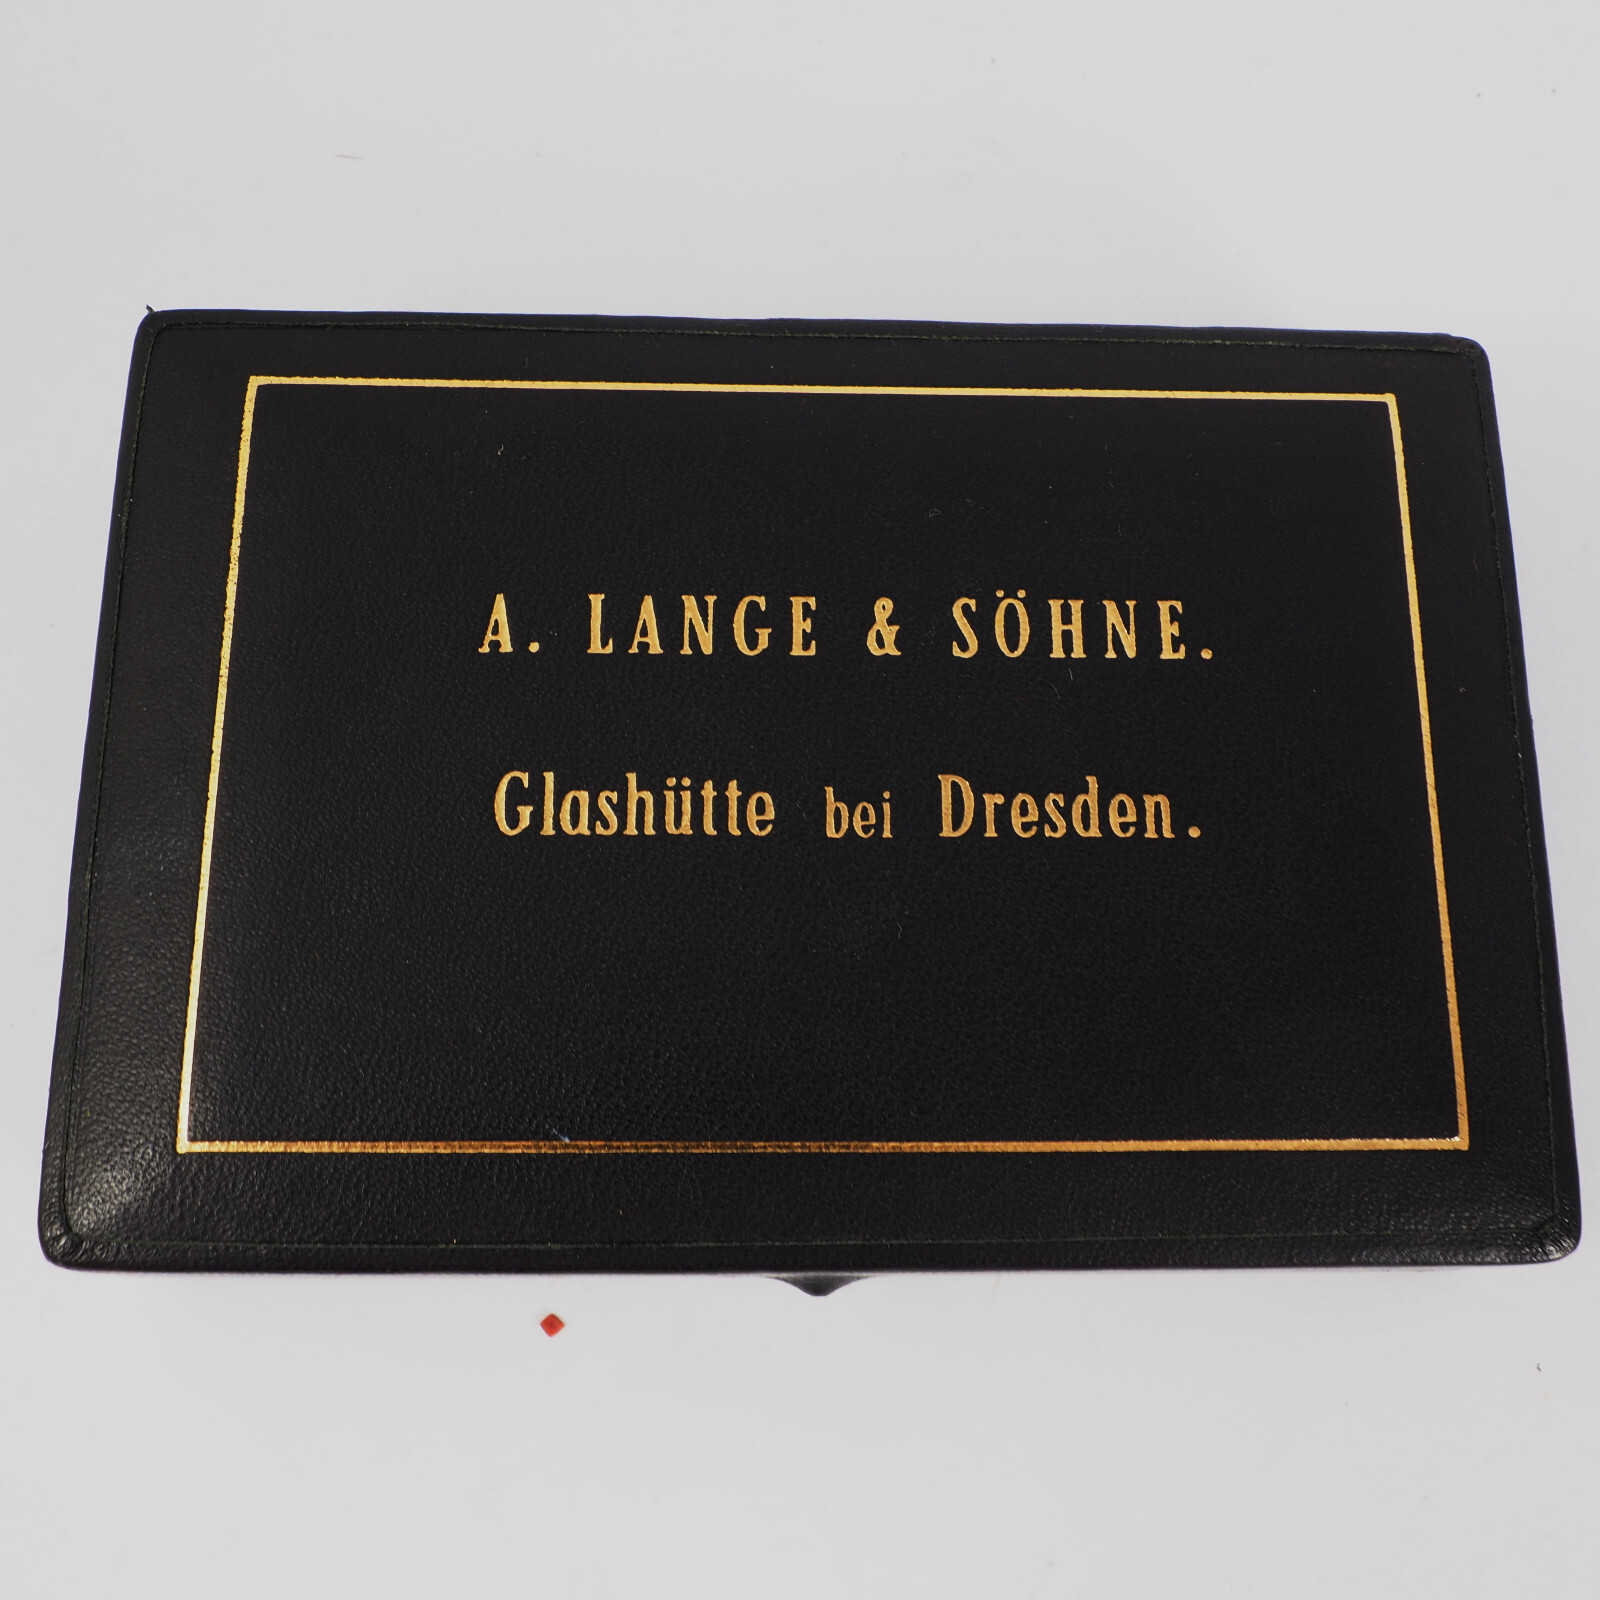 A. LANGE & SÖHNE.
Glashütte bei Dresden.